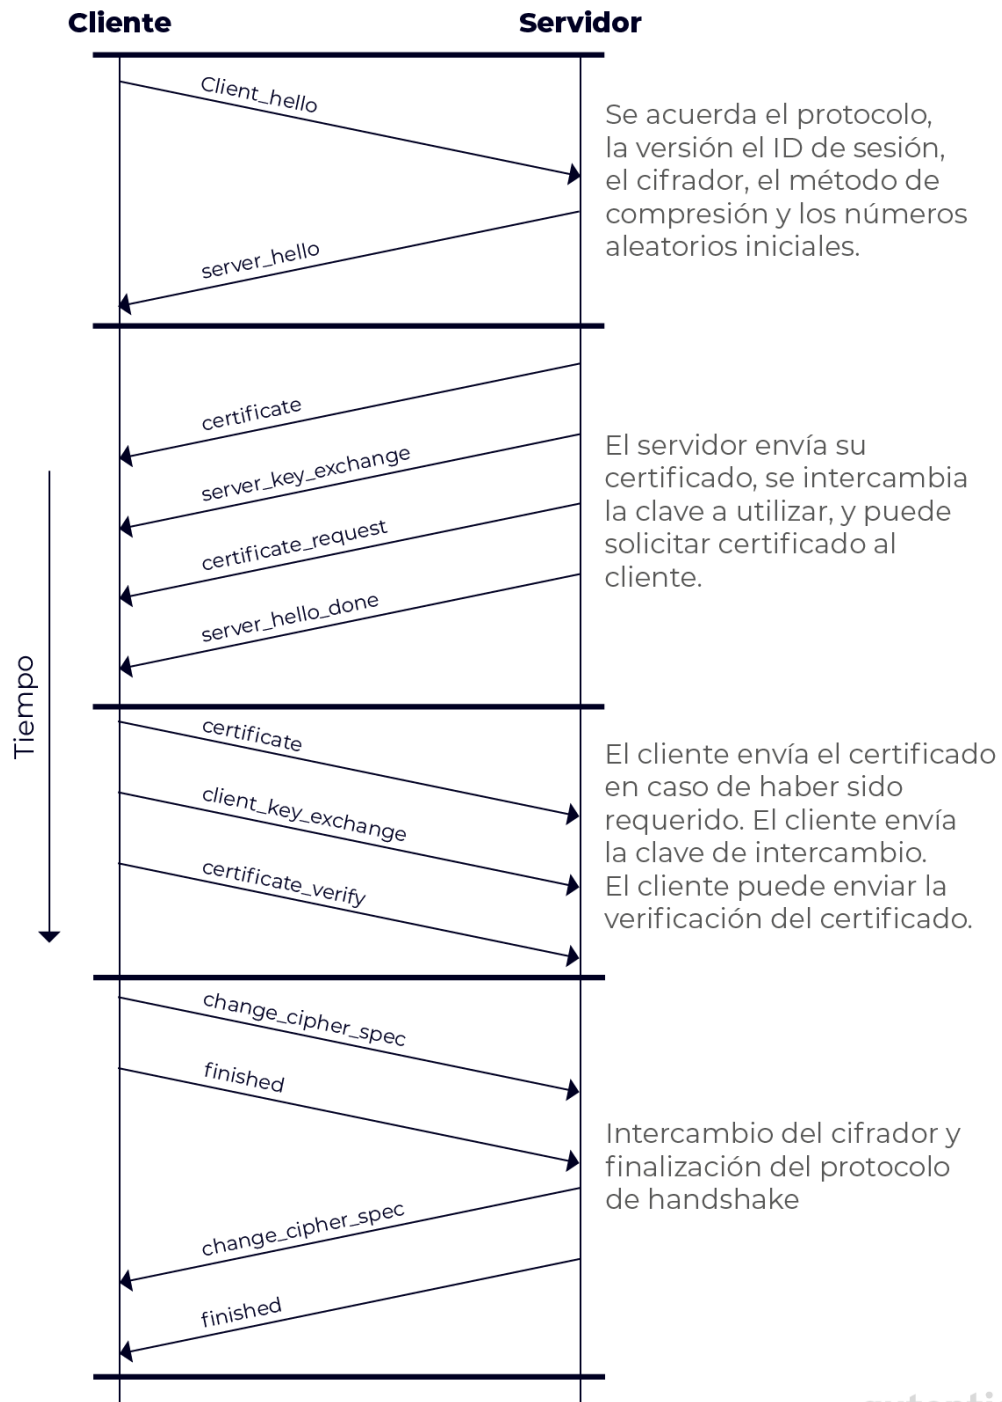 Cliente
Servidor
Client_hello
Se acuerda el protocolo,
la versión el ID de sesión,
el cifrador, el método de
compresión y los números
aleatorios iniciales.
server_hello
certificate
server_key_exchange
certificate_request
server_hello_done
El servidor envía su
certificado, se intercambia
la clave a utilizar, y puede
solicitar certificado al
cliente.
Tiempo
certificate
client_key_exchange
certificate_verify
El cliente envía el certificado
en caso de haber sido
requerido. El cliente envía
la clave de intercambio.
El cliente puede enviar la
verificación del certificado.
change_cipher_spec
finished
change_cipher_spec
finished
Intercambio del cifrador y
finalización del protocolo
de handshake